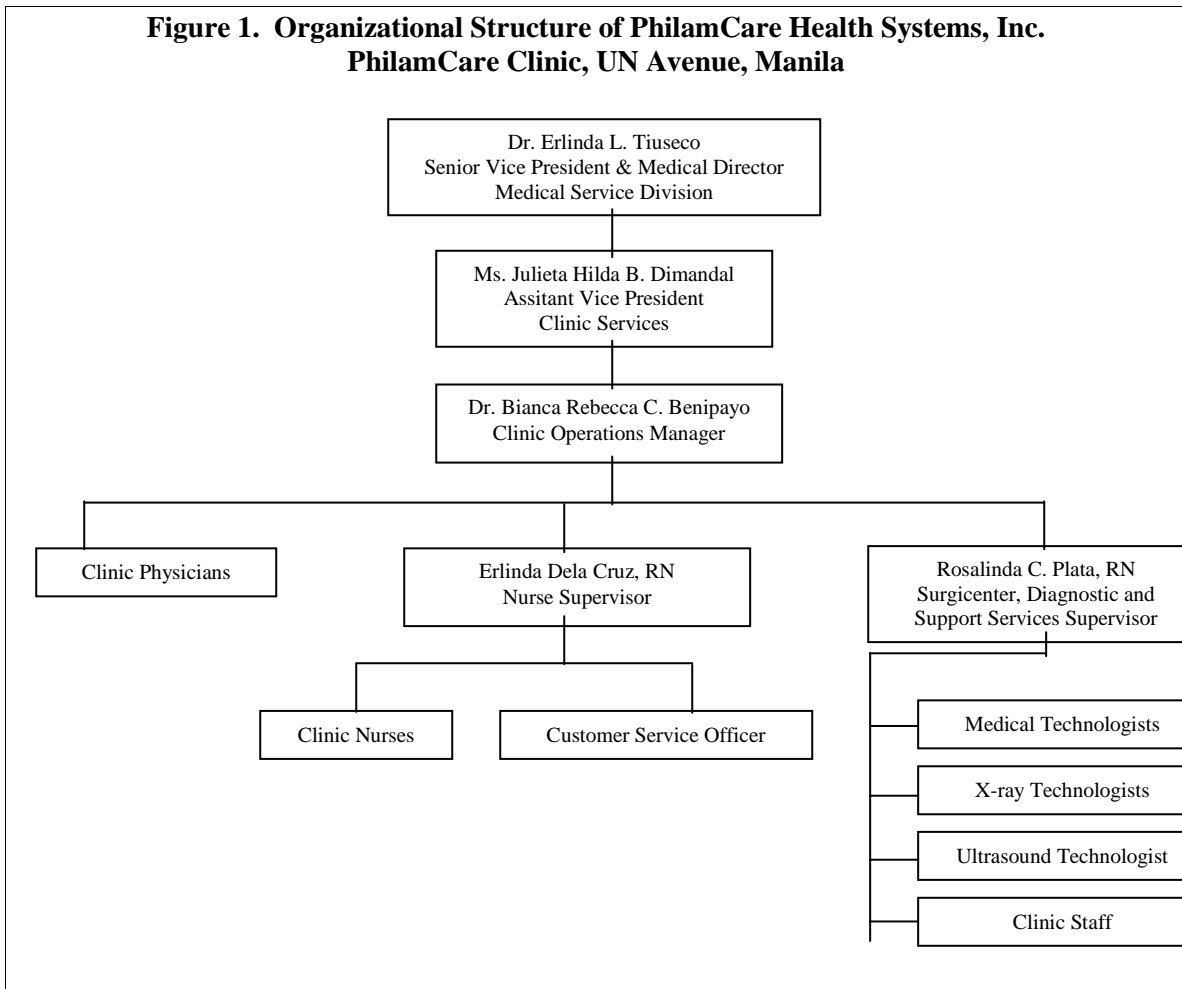 Figure 1. Organizational Structure of PhilamCare Health Systems, Inc.
PhilamCare Clinic, UN Avenue, Manila
Dr. Erlinda L. Tiuseco
Senior Vice President & Medical Director
Medical Service Division
Ms. Julieta Hilda B. Dimandal
Assitant Vice President
Clinic Services
Dr. Bianca Rebecca C. Benipayo
Clinic Operations Manager
Clinic Physicians
Erlinda Dela Cruz, RN
Nurse Supervisor
Rosalinda C. Plata, RN
Surgicenter, Diagnostic and
Support Services Supervisor
Clinic Nurses
Customer Service Officer
Medical Technologists
X-ray Technologists
Ultrasound Technologist
Clinic Staff